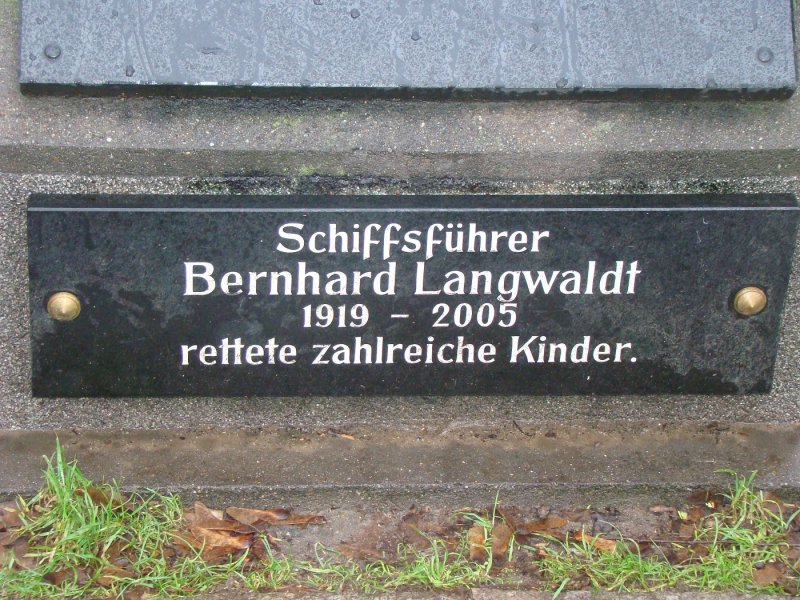 Schiffsführer
Bernhard Langwaldt
1919 – 2005
rettete zahlreiche Kinder.